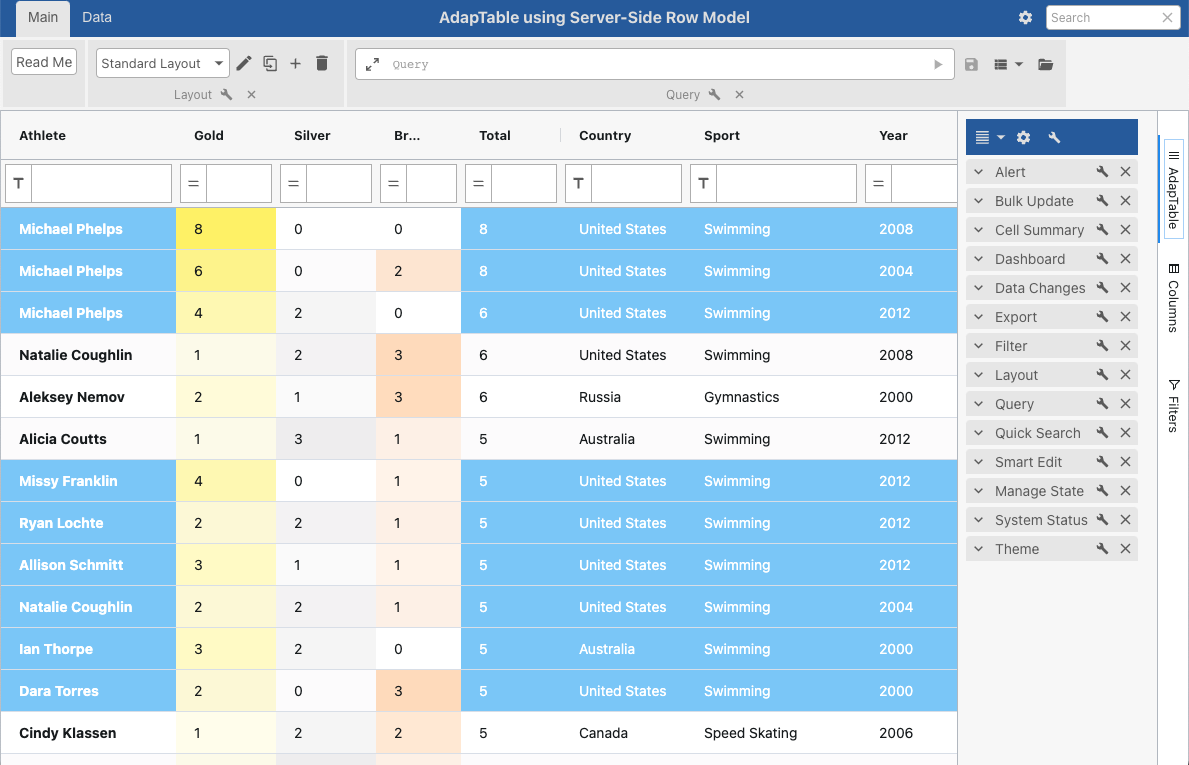 Main Data AdapTable using Server-Side Row Model Search
Read Me Standard Layout Query
Layout Query
Athlete Gold Silver Br... Total Country Sport Year
T = = = = T T =
Michael Phelps 8 0 0 8 United States Swimming 2008
Michael Phelps 6 0 2 8 United States Swimming 2004
Michael Phelps 4 2 0 6 United States Swimming 2012
Natalie Coughlin 1 2 3 6 United States Swimming 2008
Aleksey Nemov 2 1 3 6 Russia Gymnastics 2000
Alicia Coutts 1 3 1 5 Australia Swimming 2012
Missy Franklin 4 0 1 5 United States Swimming 2012
Ryan Lochte 2 2 1 5 United States Swimming 2012
Allison Schmitt 3 1 1 5 United States Swimming 2012
Natalie Coughlin 2 2 1 5 United States Swimming 2004
Ian Thorpe 3 2 0 5 Australia Swimming 2000
Dara Torres 2 0 3 5 United States Swimming 2000
Cindy Klassen 1 2 2 5 Canada Speed Skating 2006
Alert
Bulk Update
Cell Summary
Dashboard
Data Changes
Export
Filter
Layout
Query
Quick Search
Smart Edit
Manage State
System Status
Theme
AdapTable
Columns
Filters